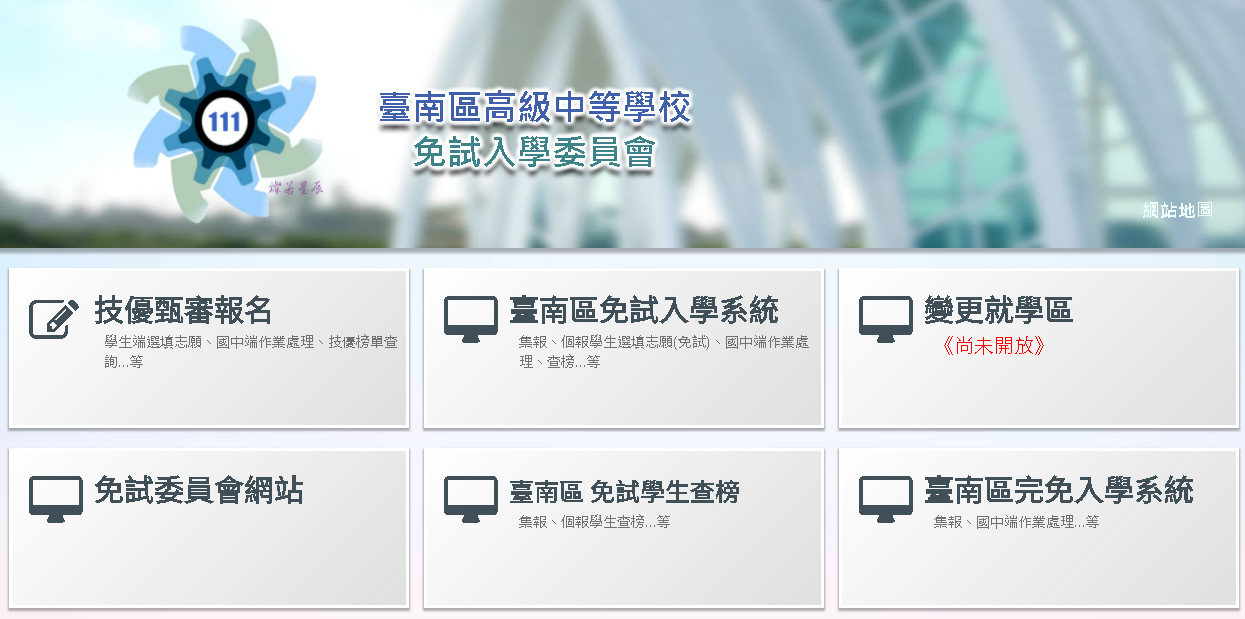 111
燦若星辰
臺南區高級中等學校
免試入學委員會
網站地圖
技優甄審報名
學生端選填志願、國中端作業處理、技優榜單查
詢...等
臺南區免試入學系統
集報、個報學生選填志願(免試)、國中端作業處
理、查榜...等
變更就學區
《尚未開放》
免試委員會網站
臺南區 免試學生查榜
集報、個報學生查榜...等
臺南區完免入學系統
集報、國中端作業處理...等